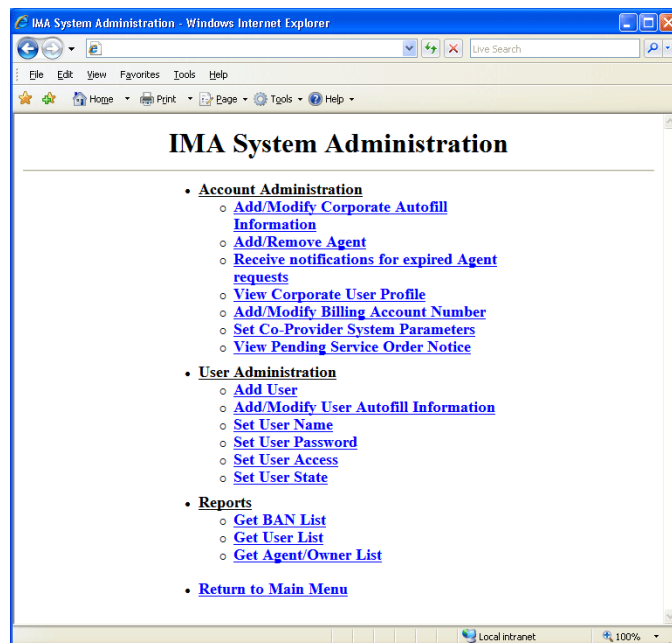 IMA System Administration - Windows Internet Explorer
Live Search
File Edit View Favorites Tools Help
Home Print Page Tools Help
IMA System Administration
Account Administration
Add/Modify Corporate Autofill
Information
Add/Remove Agent
Receive notifications for expired Agent
requests
View Corporate User Profile
Add/Modify Billing Account Number
Set Co-Provider System Parameters
View Pending Service Order Notice
User Administration
Add User
Add/Modify User Autofill Information
Set User Name
Set User Password
Set User Access
Set User State
Reports
Get BAN List
Get User List
Get Agent/Owner List
Return to Main Menu
Local intranet 100%